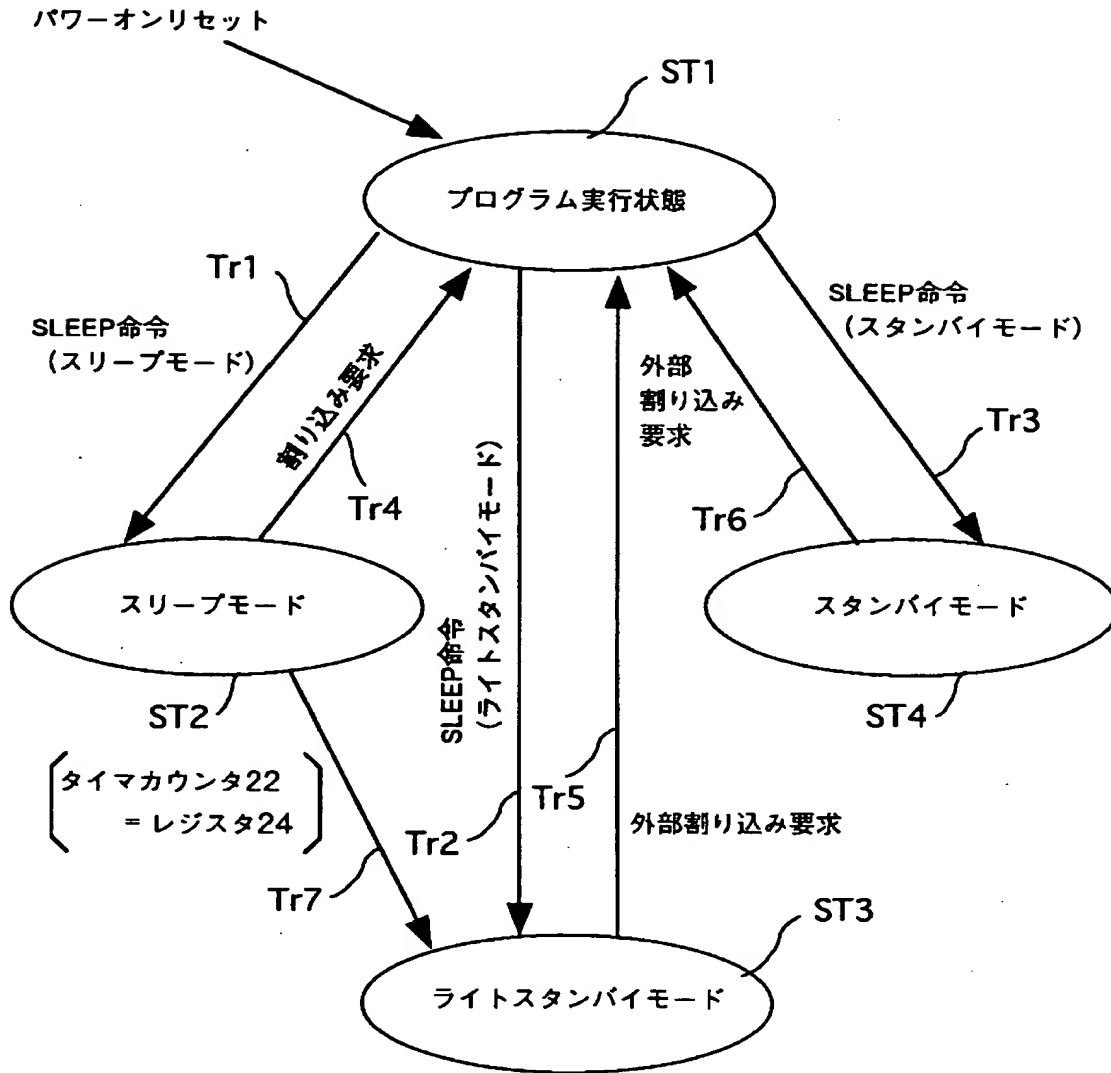 パワーオンリセット
ST1
プログラム実行状態
Tr1
SLEEP命令
(スリープモード)
割り込み要求
Tr4
SLEEP命令
(ライトスタンバイモード)
外部
割り込み
要求
SLEEP命令
(スタンバイモード)
Tr3
Tr6
スリープモード
スタンバイモード
ST2
ST4
タイマカウンタ22
=レジスタ24
Tr7
Tr2
Tr5
外部割り込み要求
ST3
ライトスタンバイモード